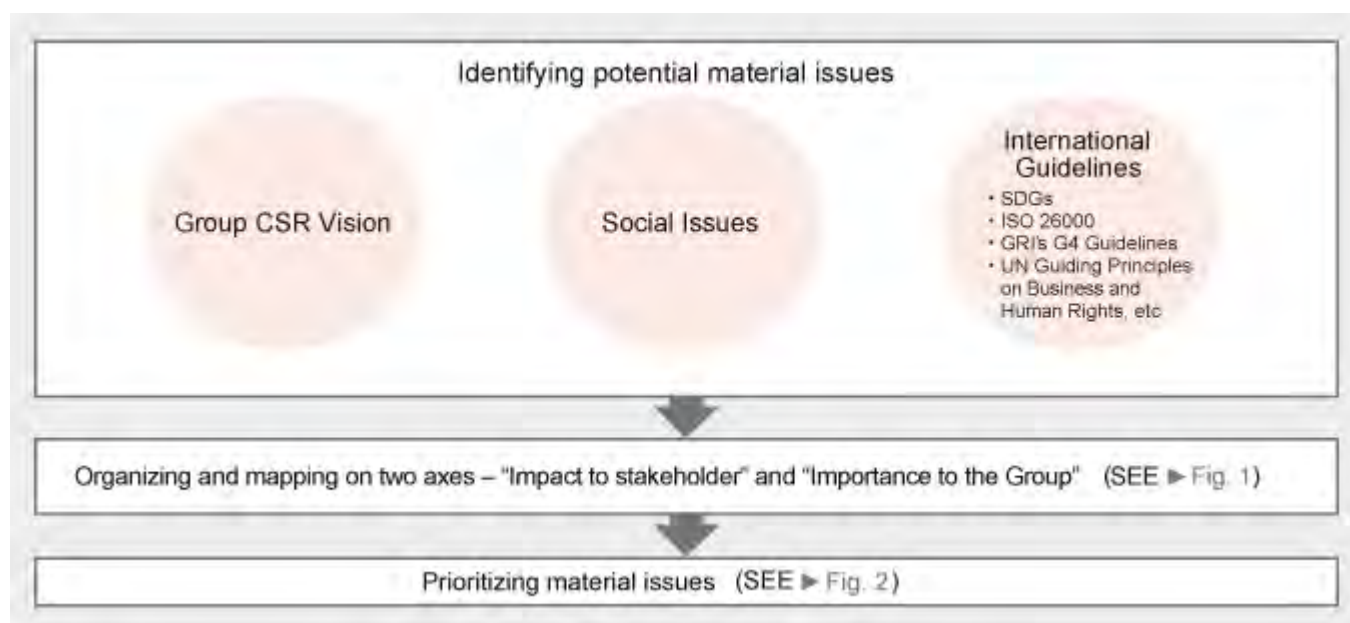 Identifying potential material issues
Group CSR Vision
Social Issues
International
Guidelines
・SDGs
・ISO 26000
・GRI's G4 Guidelines
・UN Guiding Principles
on Business and
Human Rights, etc
Organizing and mapping on two axes – “Impact to stakeholder” and “Importance to the Group” (SEE ▶ Fig. 1)
Prioritizing material issues (SEE ▶ Fig. 2)